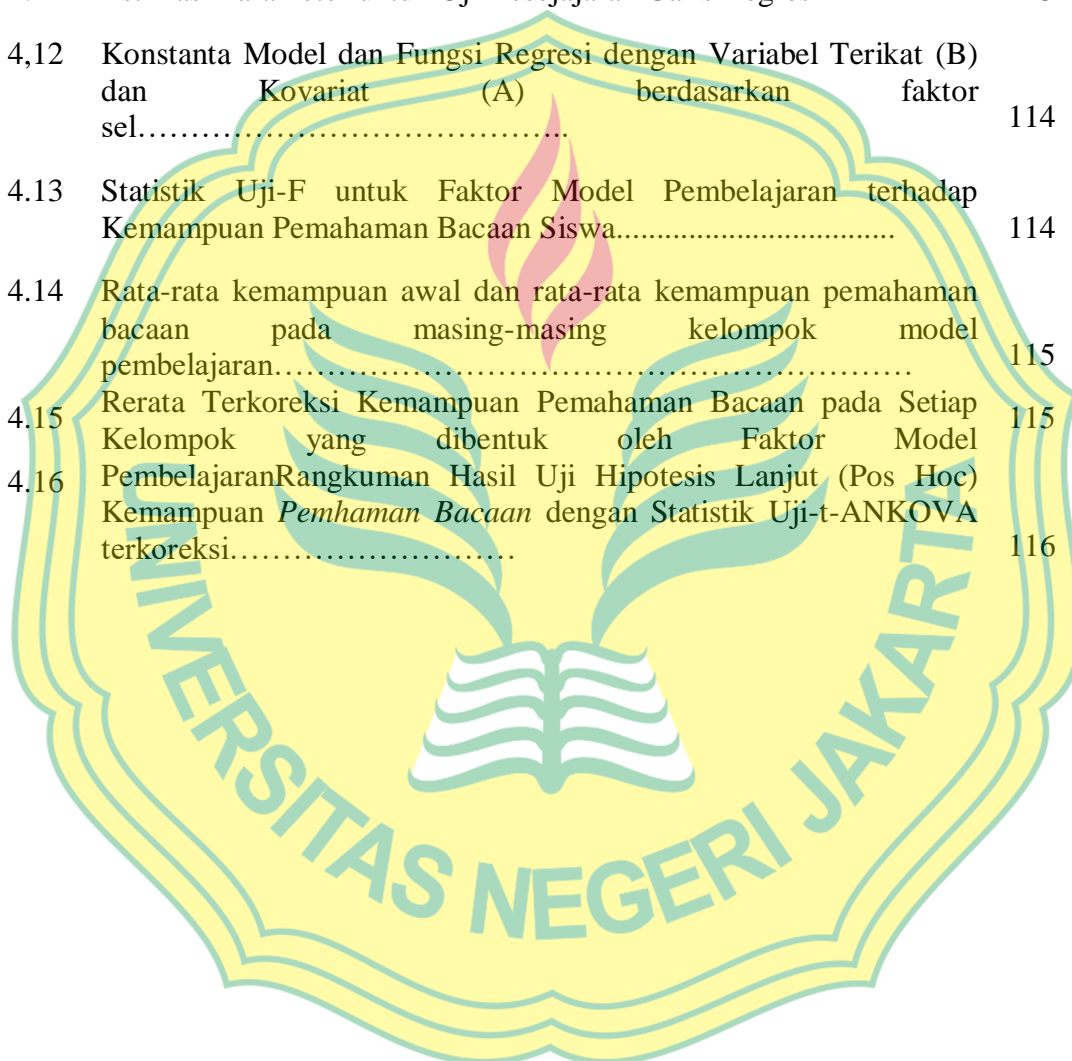 4,12 Konstanta Model dan Fungsi Regresi dengan Variabel Terikat (B)
dan Kovariat (A) berdasarkan faktor
sel…………………………………….. 114
4.13 Statistik Uji-F untuk Faktor Model Pembelajaran terhadap
Kemampuan Pemahaman Bacaan Siswa.................................. 114
4.14 Rata-rata kemampuan awal dan rata-rata kemampuan pemahaman
bacaan pada masing-masing kelompok model
pembelajaran……………………………………………………… 115
4.15 Rerata Terkoreksi Kemampuan Pemahaman Bacaan pada Setiap 115
Kelompok yang dibentuk oleh Faktor Model
4.16 PembelajaranRangkuman Hasil Uji Hipotesis Lanjut (Pos Hoc)
Kemampuan Pemhaman Bacaan dengan Statistik Uji-t-ANKOVA
terkoreksi……………………… 116
UNIVERSITAS NEGERI JAKARTA